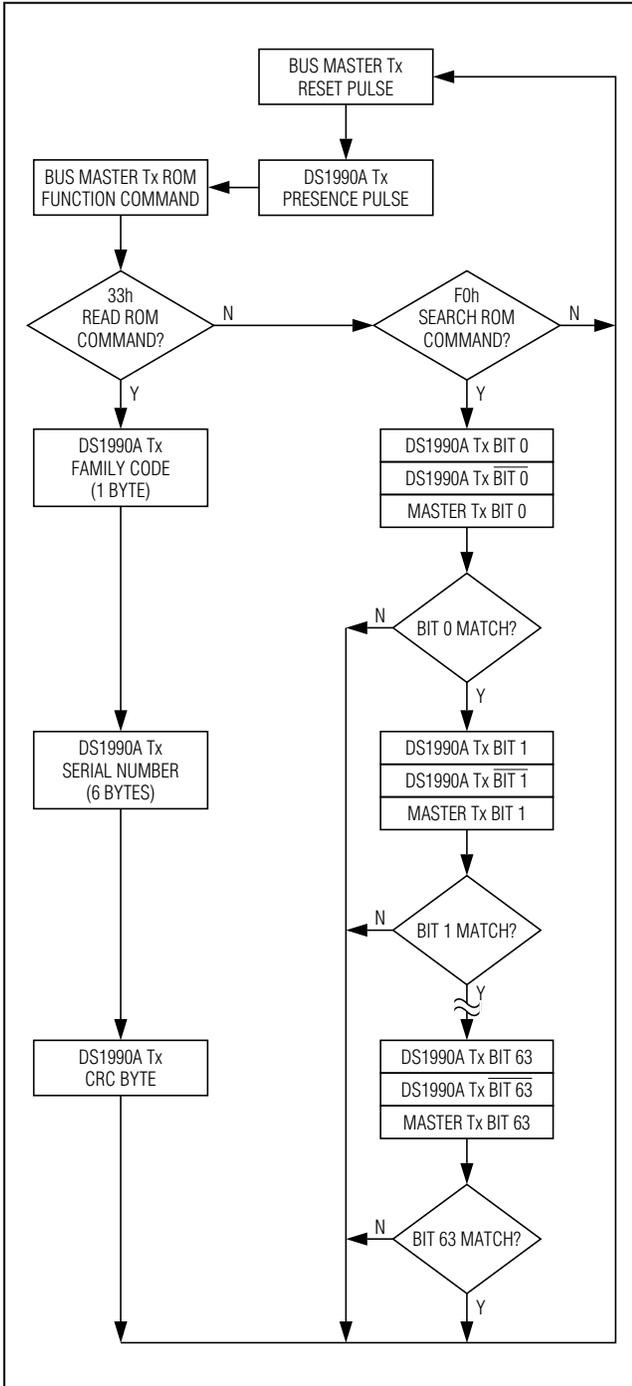 BUS MASTER Tx
RESET PULSE
BUS MASTER Tx ROM
FUNCTION COMMAND
DS1990A Tx
PRESENCE PULSE
33h
READ ROM
COMMAND?
N
Y
F0h
SEARCH ROM
COMMAND?
N
Y
DS1990A Tx
FAMILY CODE
(1 BYTE)
DS1990A Tx BIT 0
DS1990A Tx B̅I̅T̅ ̅0̅
MASTER Tx BIT 0
N
BIT 0 MATCH?
Y
DS1990A Tx
SERIAL NUMBER
(6 BYTES)
DS1990A Tx BIT 1
DS1990A Tx B̅I̅T̅ ̅1̅
MASTER Tx BIT 1
N
BIT 1 MATCH?
Y
DS1990A Tx
CRC BYTE
DS1990A Tx BIT 63
DS1990A Tx B̅I̅T̅ ̅6̅3̅
MASTER Tx BIT 63
N
BIT 63 MATCH?
Y